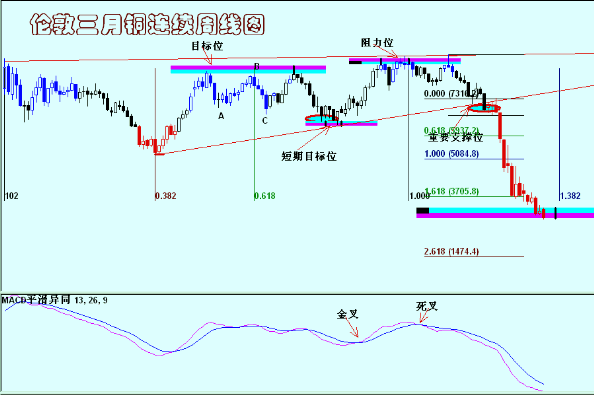 伦敦三月铜连续周线图
目标位
阻力位
B
A
C
0.000 (7310.2)
0.618 (5937.2)
重要支撑位
短期目标位
1.000 (5084.8)
102
0.382
0.618
1.000
1.618 (3705.8)
1.382
2.618 (1474.4)
MACD平滑异同 13, 26, 9
金叉
死叉